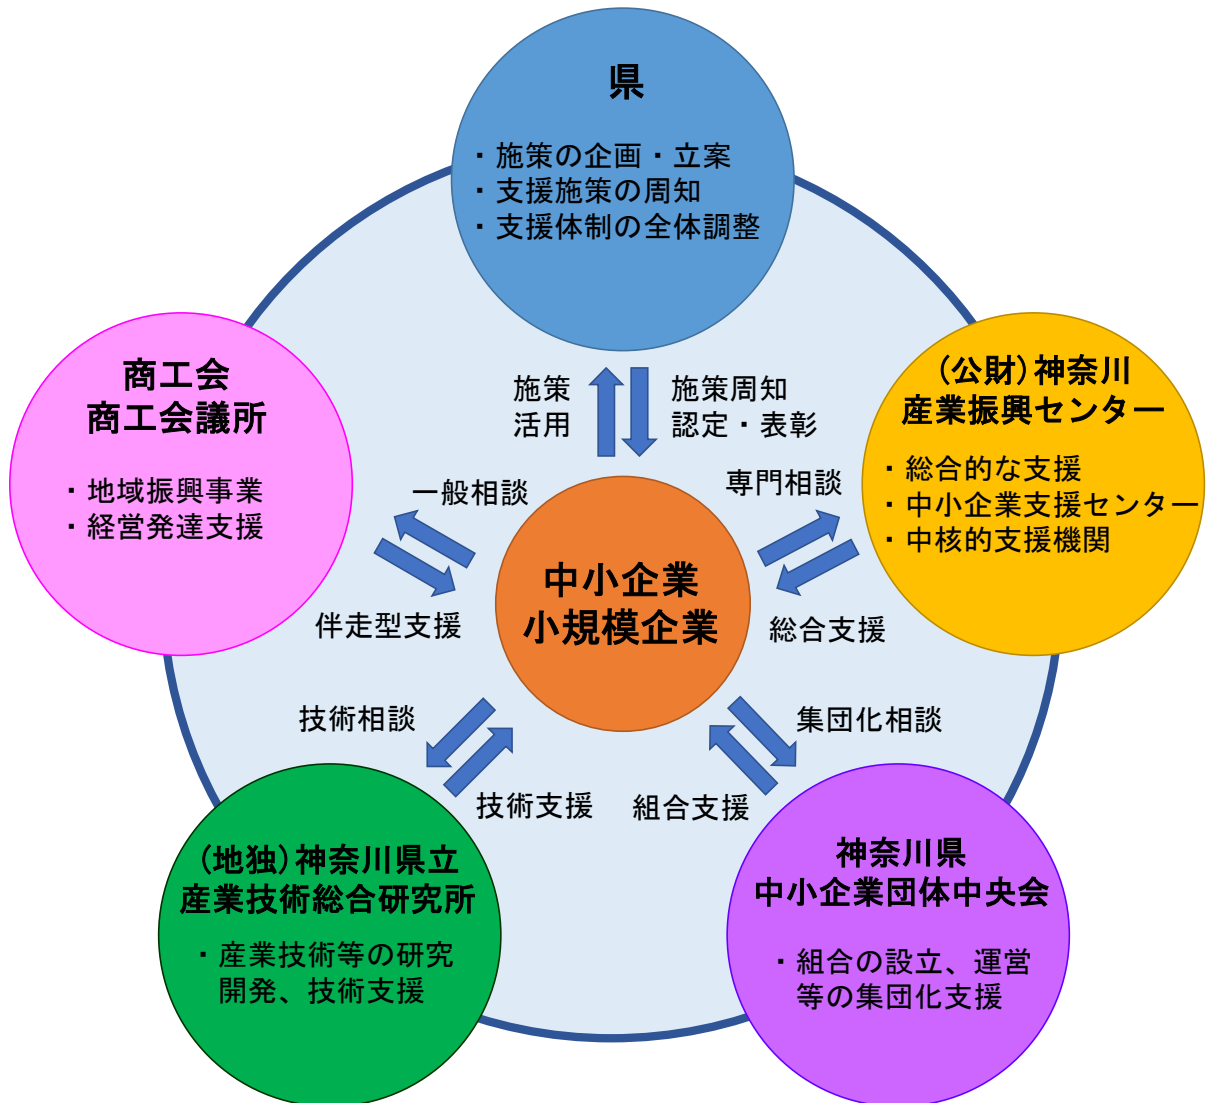 県
・施策の企画・立案
・支援施策の周知
・支援体制の全体調整
商工会
商工会議所
・地域振興事業
・経営発達支援
(公財)神奈川
産業振興センター
・総合的な支援
・中小企業支援センター
・中核的支援機関
施策
活用
施策周知
認定・表彰
一般相談
伴走型支援
専門相談
総合支援
中小企業
小規模企業
技術相談
技術支援
集団化相談
組合支援
(地独)神奈川県立
産業技術総合研究所
・産業技術等の研究
開発、技術支援
神奈川県
中小企業団体中央会
・組合の設立、運営
等の集団化支援